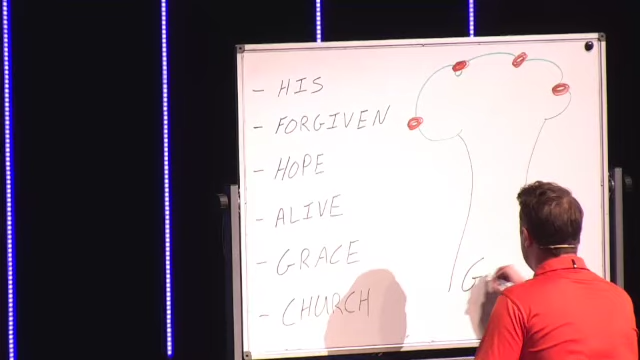 - HIS
- FORGIVEN
- HOPE
- ALIVE
- GRACE
- CHURCH
G